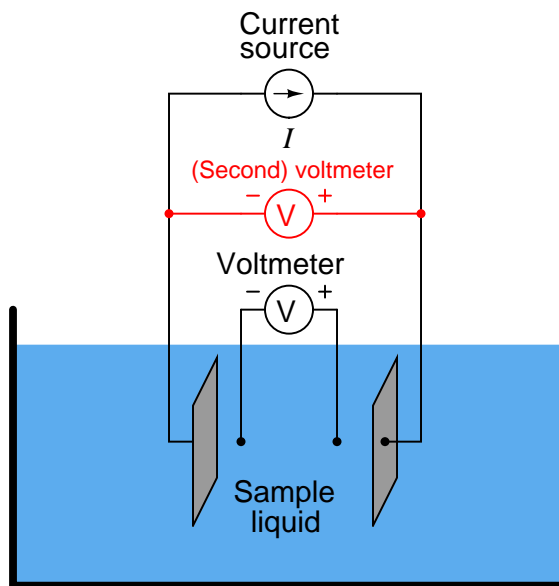 Current
source
I
(Second) voltmeter
− +
V
Voltmeter
− +
V
Sample
liquid